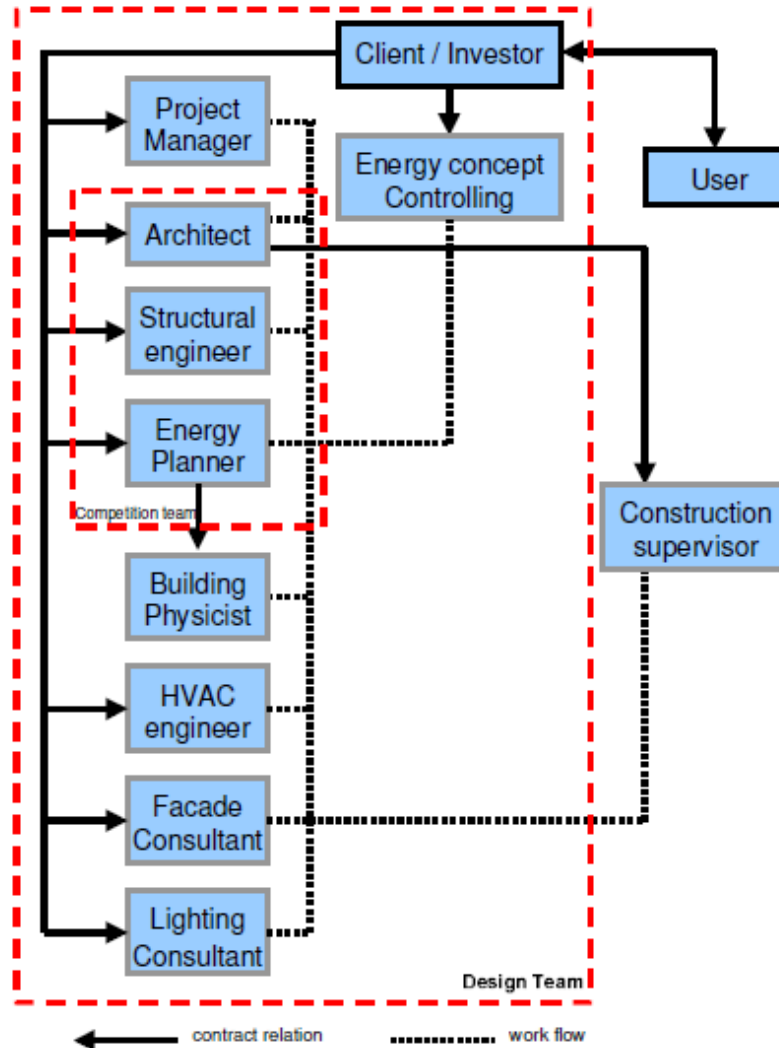 Client / Investor
Project
Manager
Energy concept
Controlling
User
Architect
Structural
engineer
Energy
Planner
Competition team
Construction
supervisor
Building
Physicist
HVAC
engineer
Facade
Consultant
Lighting
Consultant
Design Team
contract relation
work flow